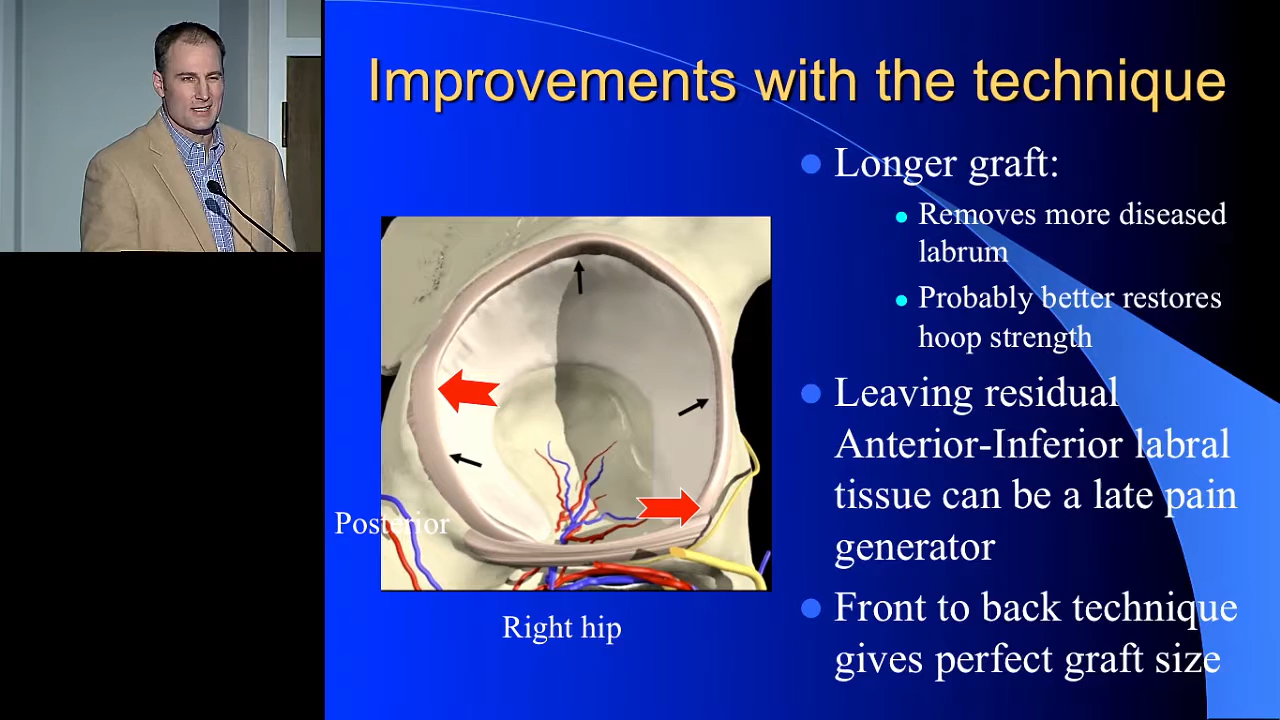 Improvements with the technique
Longer graft:
Removes more diseased
labrum
Probably better restores
hoop strength
Leaving residual
Anterior-Inferior labral
tissue can be a late pain
generator
Front to back technique
gives perfect graft size
Posterior
Right hip